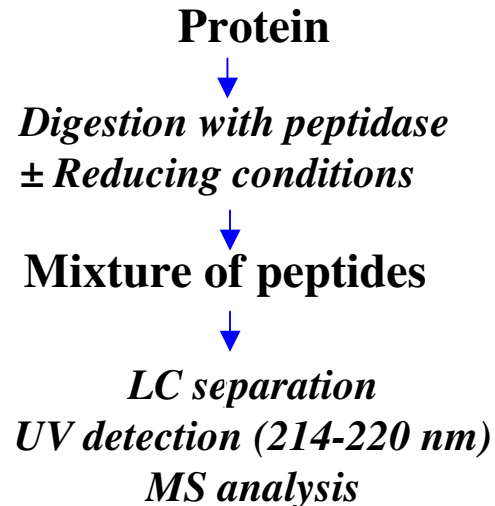 Protein
Digestion with peptidase
± Reducing conditions
Mixture of peptides
LC separation
UV detection (214-220 nm)
MS analysis